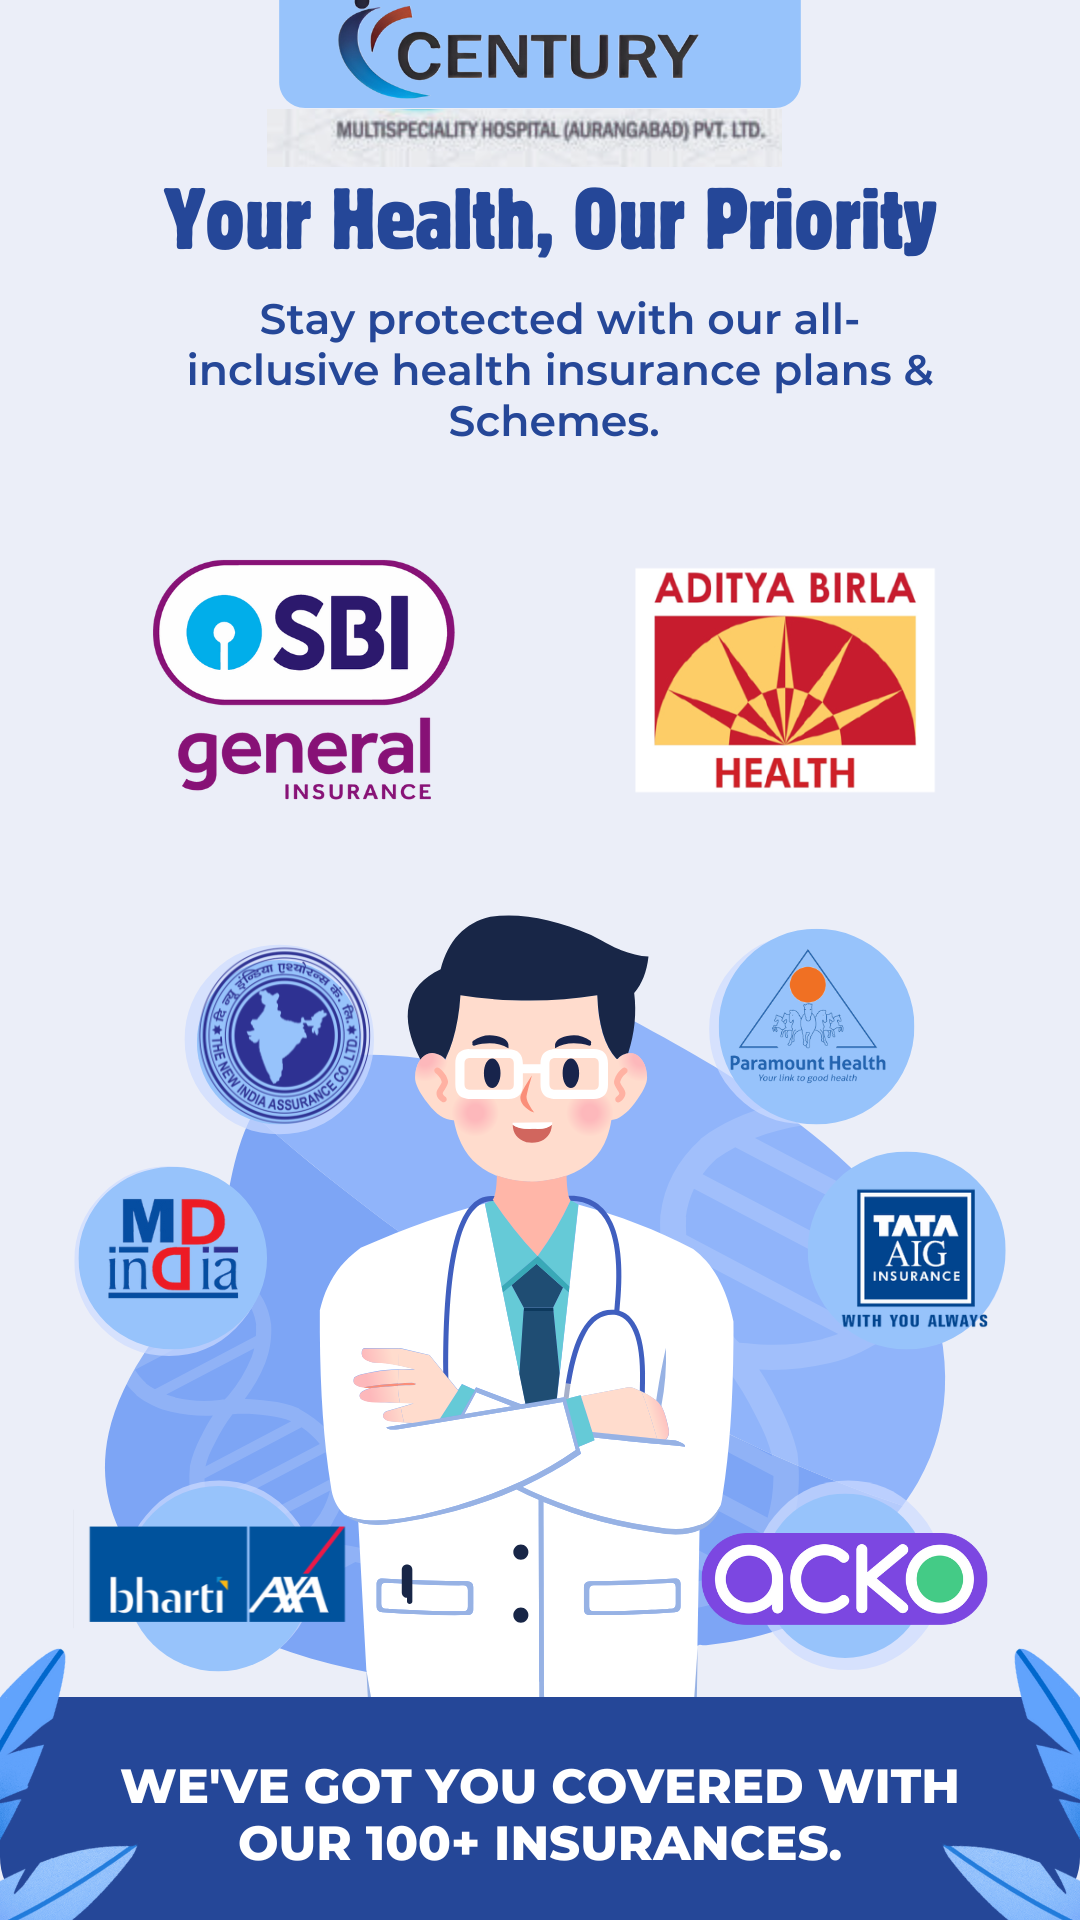 CENTURY
MULTISPECIALITY HOSPITAL (AURANGABAD) PVT. LTD.
Your Health, Our Priority
Stay protected with our all-
inclusive health insurance plans &
Schemes.
SBI
general
INSURANCE
ADITYA BIRLA
HEALTH
दि न्यू इंडिया एश्योरन्स कं. लि.
THE NEW INDIA ASSURANCE CO. LTD.
Paramount Health
Your link to good health
MD
india
TATA
AIG
INSURANCE
WITH YOU ALWAYS
bharti AXA
ACKO
WE'VE GOT YOU COVERED WITH
OUR 100+ INSURANCES.